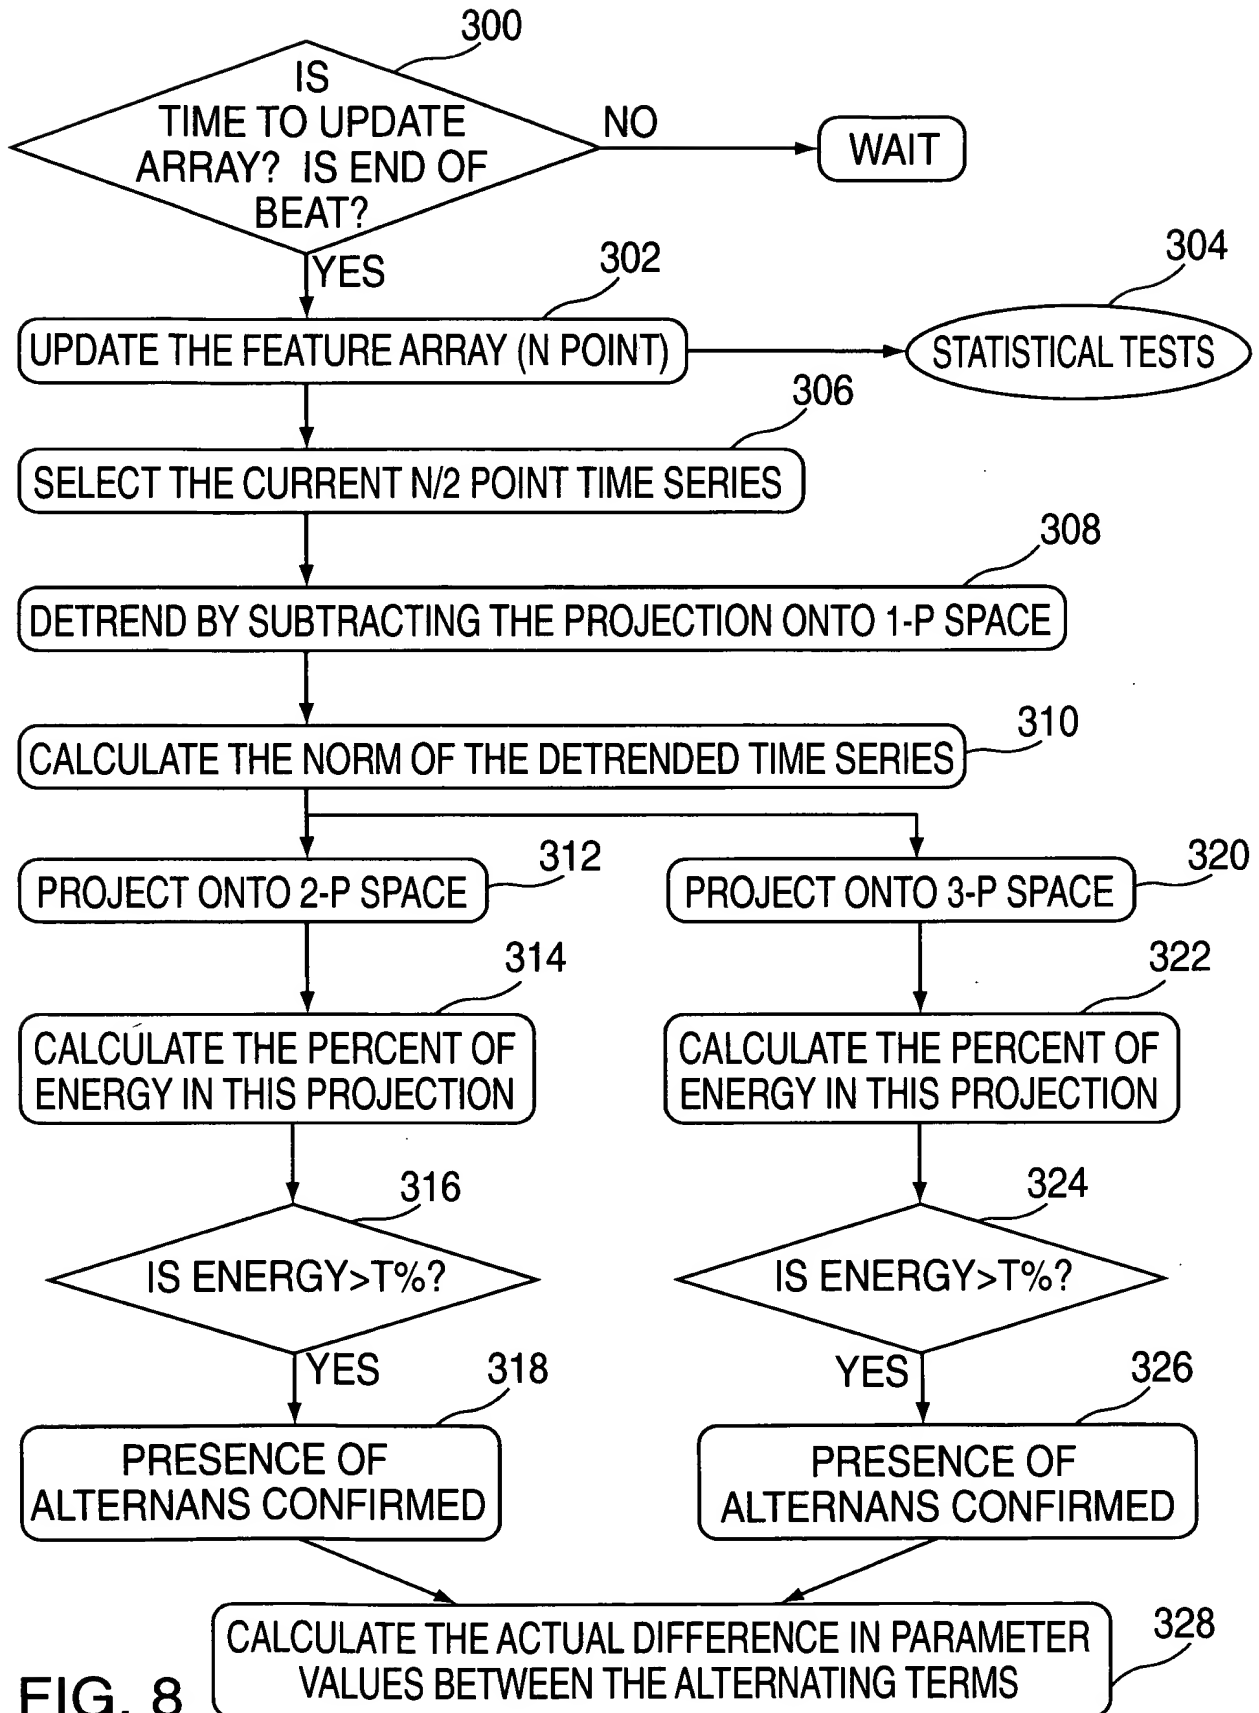 300
IS
TIME TO UPDATE
ARRAY? IS END OF
BEAT?
NO
WAIT
YES
302
304
UPDATE THE FEATURE ARRAY (N POINT)
STATISTICAL TESTS
306
SELECT THE CURRENT N/2 POINT TIME SERIES
308
DETREND BY SUBTRACTING THE PROJECTION ONTO 1-P SPACE
310
CALCULATE THE NORM OF THE DETRENDED TIME SERIES
312
PROJECT ONTO 2-P SPACE
320
PROJECT ONTO 3-P SPACE
314
CALCULATE THE PERCENT OF
ENERGY IN THIS PROJECTION
322
CALCULATE THE PERCENT OF
ENERGY IN THIS PROJECTION
316
IS ENERGY>T%?
324
IS ENERGY>T%?
YES
318
YES
326
PRESENCE OF
ALTERNANS CONFIRMED
PRESENCE OF
ALTERNANS CONFIRMED
328
CALCULATE THE ACTUAL DIFFERENCE IN PARAMETER
VALUES BETWEEN THE ALTERNATING TERMS
FIG. 8